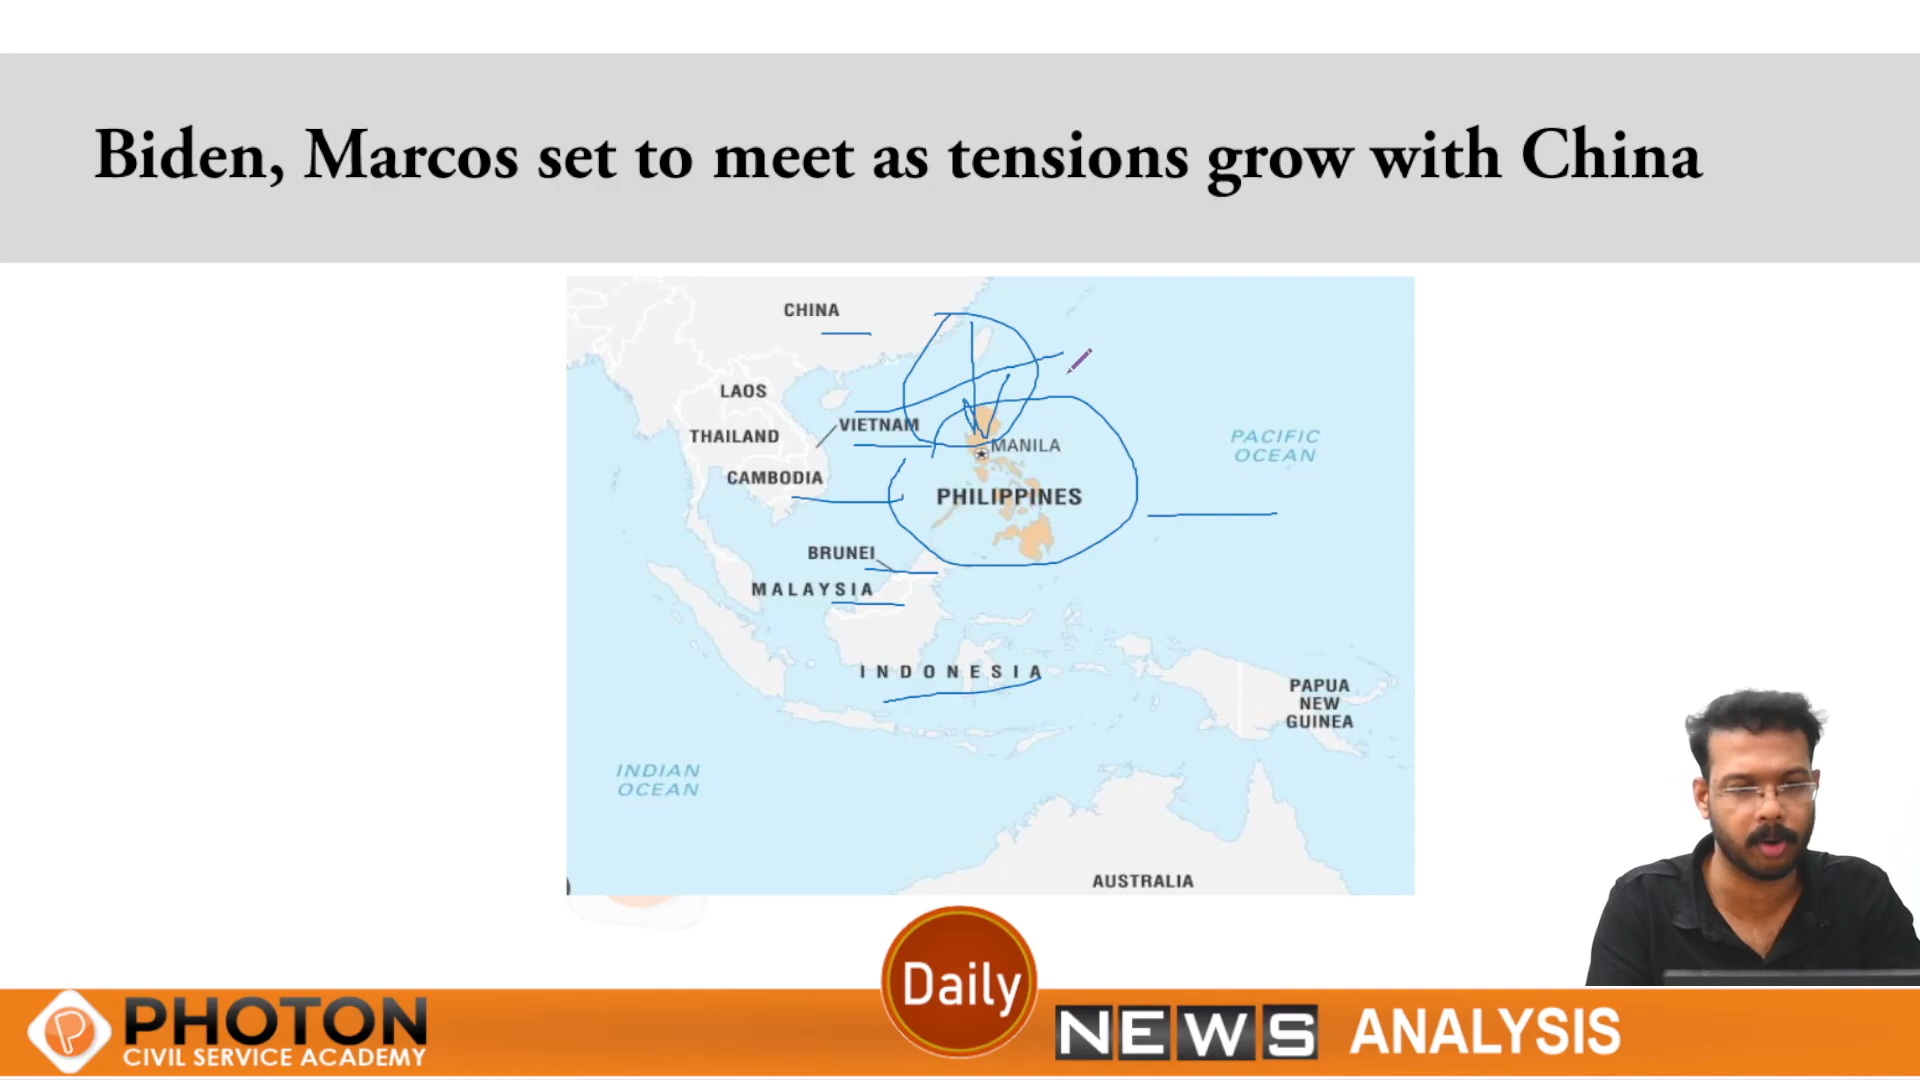 Biden, Marcos set to meet as tensions grow with China
CHINA
LAOS
VIETNAM
THAILAND
MANILA
PACIFIC
OCEAN
CAMBODIA
PHILIPPINES
BRUNEI
MALAYSIA
INDONESIA
PAPUA
NEW
GUINEA
INDIAN
OCEAN
AUSTRALIA
PHOTON
CIVIL SERVICE ACADEMY
Daily
NEWS ANALYSIS